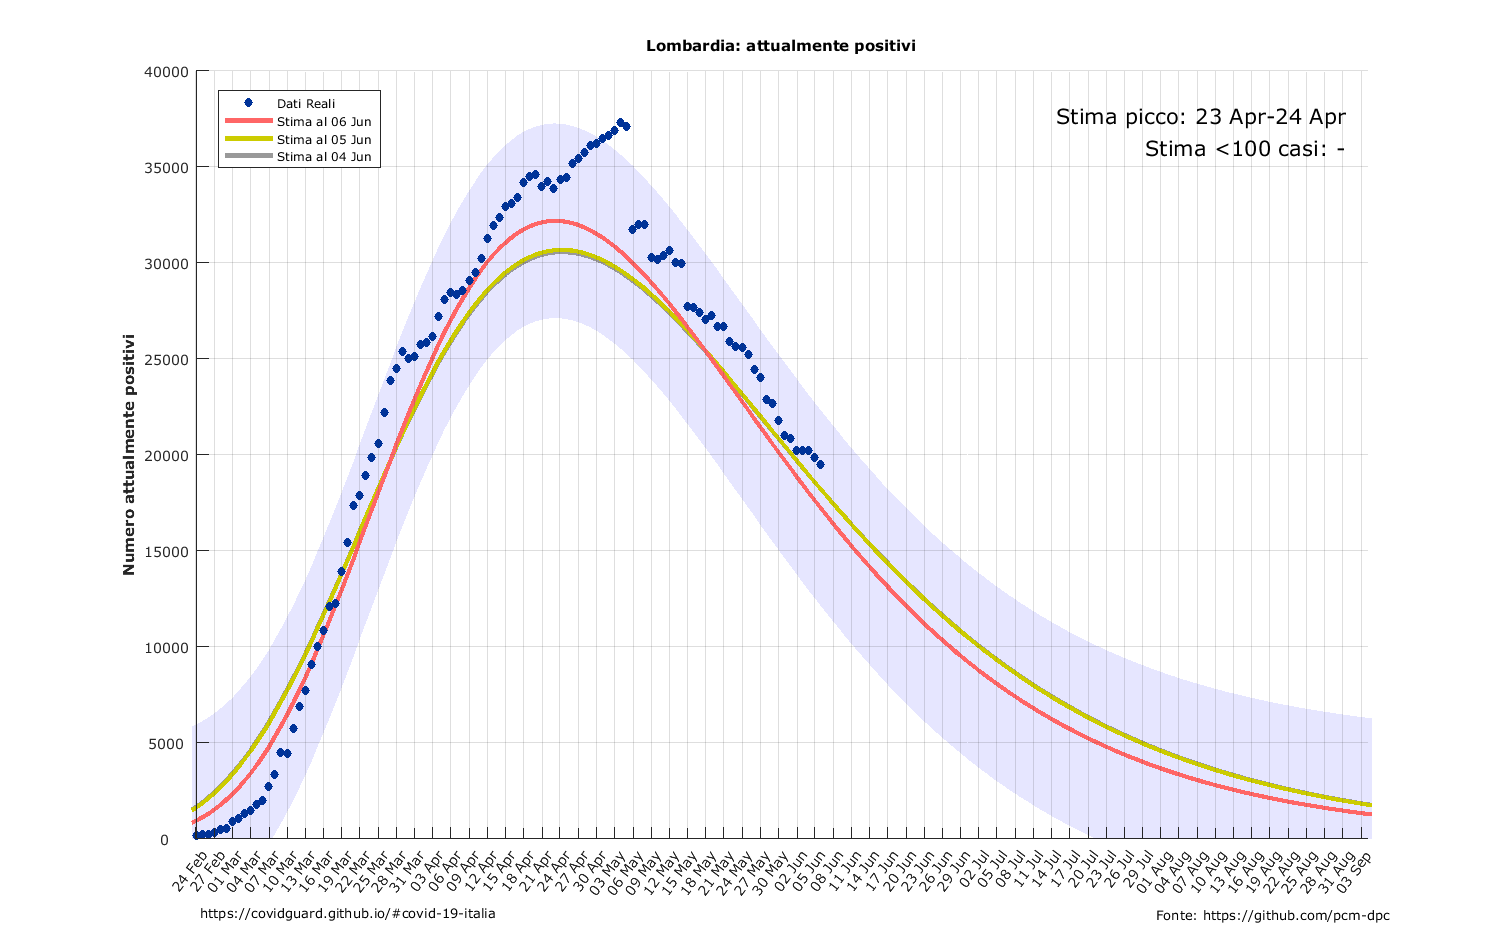 Lombardia: attualmente positivi
Dati Reali
Stima al 06 Jun
Stima al 05 Jun
Stima al 04 Jun
Stima picco: 23 Apr-24 Apr
Stima <100 casi: -
Numero attualmente positivi
40000
35000
30000
25000
20000
15000
10000
5000
0
24 Feb
27 Feb
01 Mar
04 Mar
07 Mar
10 Mar
13 Mar
16 Mar
19 Mar
22 Mar
25 Mar
28 Mar
31 Mar
03 Apr
06 Apr
09 Apr
12 Apr
15 Apr
18 Apr
21 Apr
24 Apr
27 Apr
30 Apr
03 May
06 May
09 May
12 May
15 May
18 May
21 May
24 May
27 May
30 May
02 Jun
05 Jun
08 Jun
11 Jun
14 Jun
17 Jun
20 Jun
23 Jun
26 Jun
29 Jun
02 Jul
05 Jul
08 Jul
11 Jul
14 Jul
17 Jul
20 Jul
23 Jul
26 Jul
29 Jul
01 Aug
04 Aug
07 Aug
10 Aug
13 Aug
16 Aug
19 Aug
22 Aug
25 Aug
28 Aug
31 Aug
03 Sep
https://covidguard.github.io/#covid-19-italia
Fonte: https://github.com/pcm-dpc